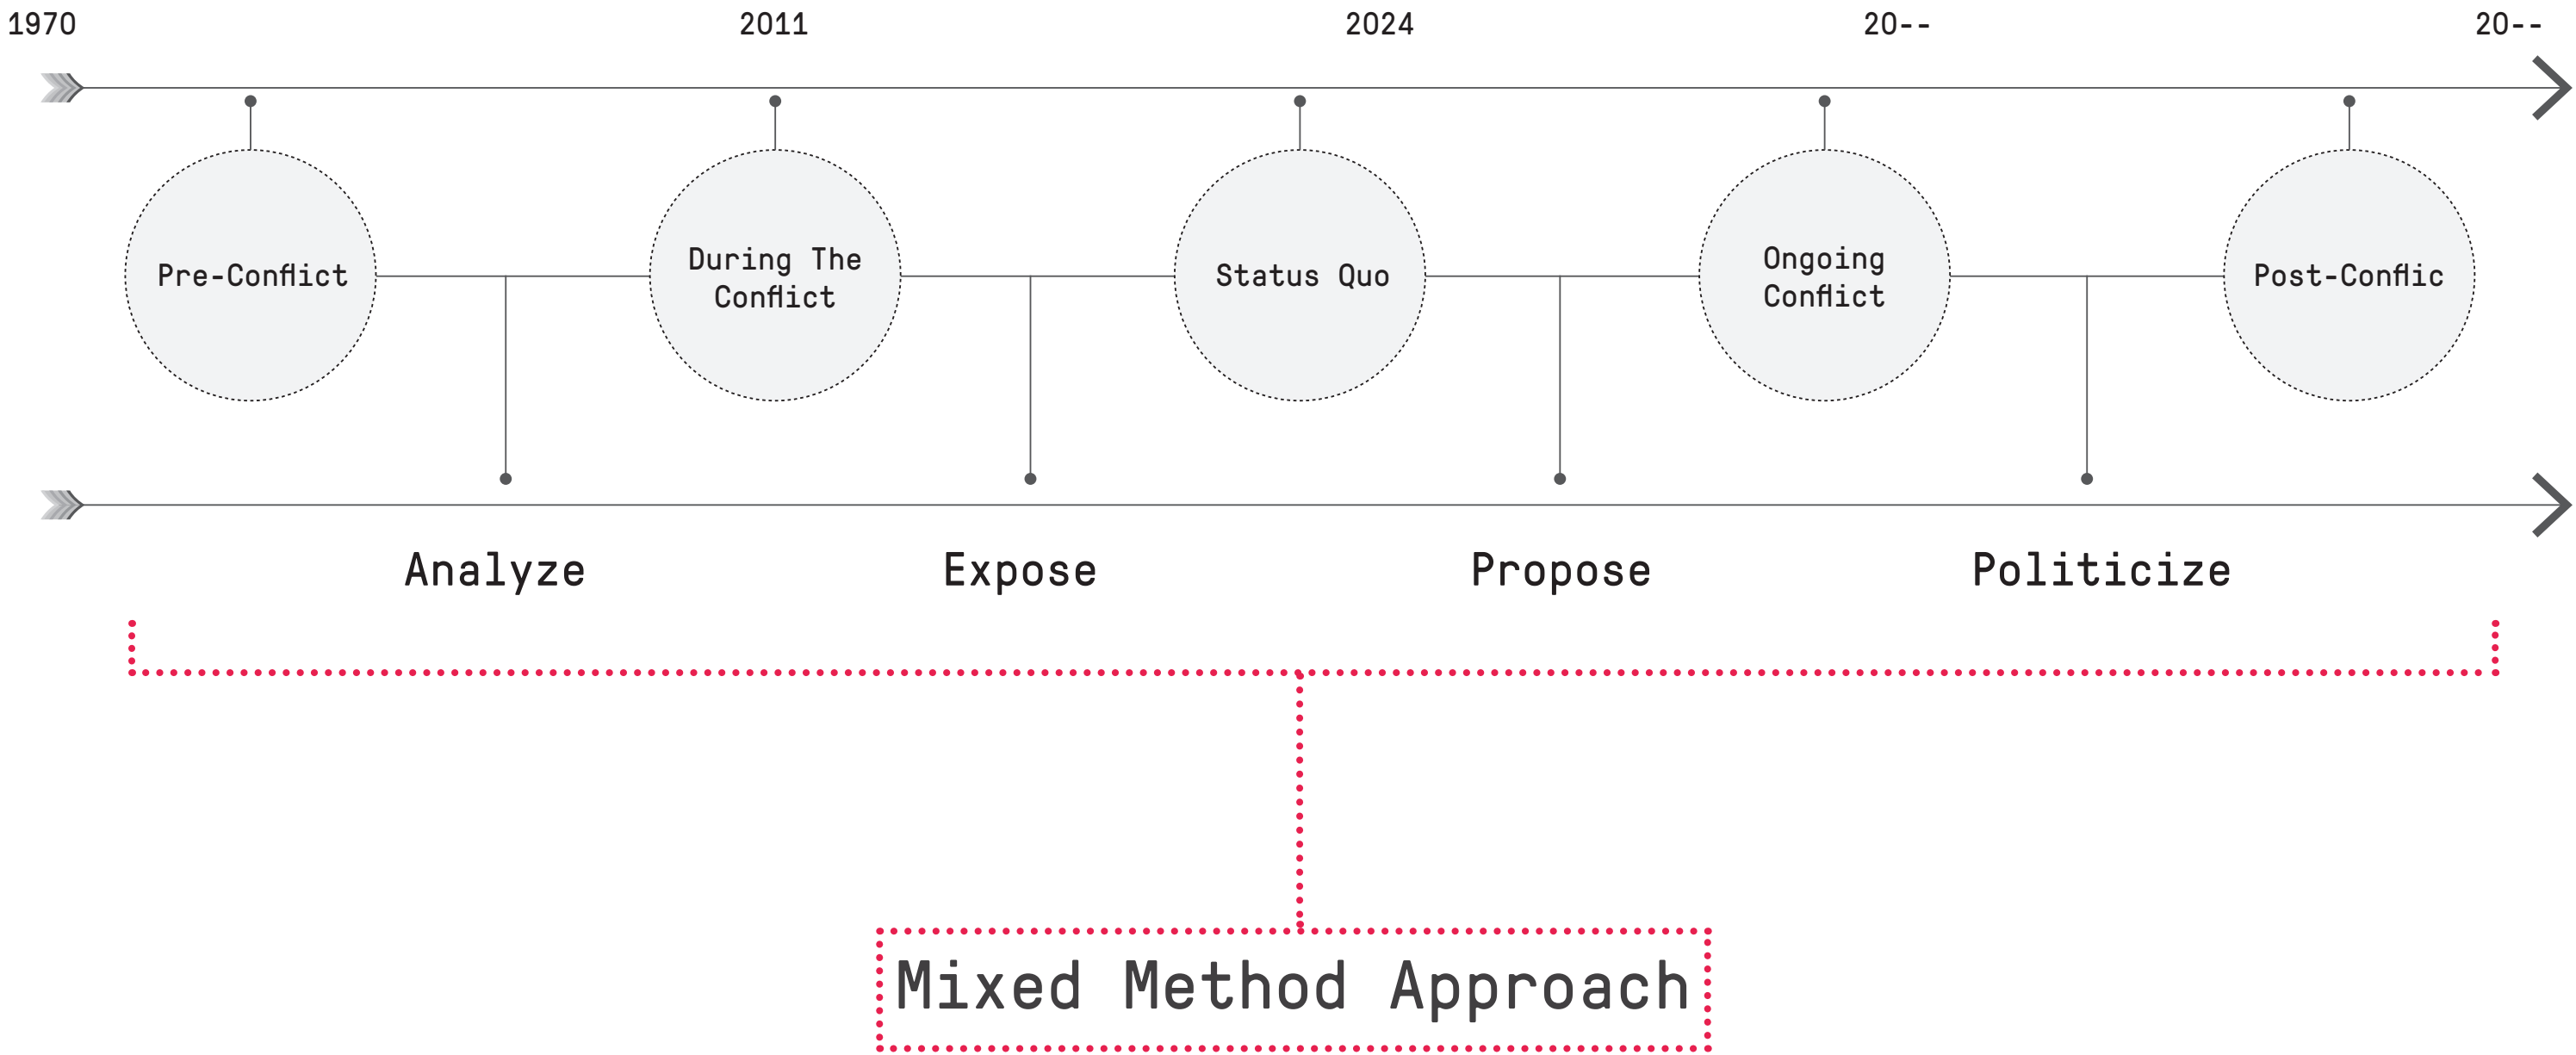 1970 2011 2024 20-- 20--
Pre-Conflict
During The
Conflict
Status Quo
Ongoing
Conflict
Post-Conflic
Analyze Expose Propose Politicize
Mixed Method Approach